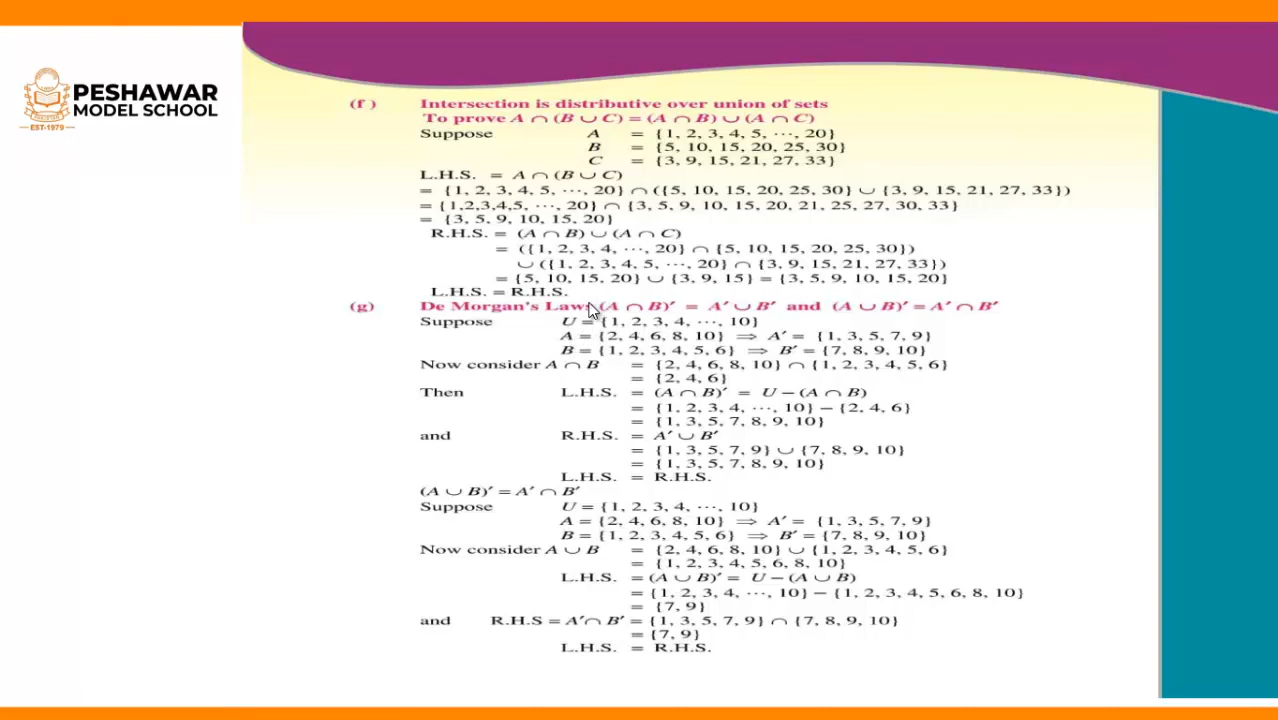 PESHAWAR
MODEL SCHOOL
EST-1979
(f ) Intersection is distributive over union of sets
To prove A ∩ (B ∪ C) = (A ∩ B) ∪ (A ∩ C)
Suppose A = {1, 2, 3, 4, 5, ⋯, 20}
B = {5, 10, 15, 20, 25, 30}
C = {3, 9, 15, 21, 27, 33}
L.H.S. = A ∩ (B ∪ C)
= {1, 2, 3, 4, 5, ⋯, 20} ∩ ({5, 10, 15, 20, 25, 30} ∪ {3, 9, 15, 21, 27, 33})
= {1,2,3,4,5, ⋯, 20} ∩ {3, 5, 9, 10, 15, 20, 21, 25, 27, 30, 33}
= {3, 5, 9, 10, 15, 20}
R.H.S. = (A ∩ B) ∪ (A ∩ C)
= ({1, 2, 3, 4, ⋯, 20} ∩ {5, 10, 15, 20, 25, 30})
∪ ({1, 2, 3, 4, 5, ⋯, 20} ∩ {3, 9, 15, 21, 27, 33})
= {5, 10, 15, 20} ∪ {3, 9, 15} = {3, 5, 9, 10, 15, 20}
L.H.S. = R.H.S.
(g) De Morgan's Laws (A ∩ B)′ = A′ ∪ B′ and (A ∪ B)′ = A′ ∩ B′
Suppose U = {1, 2, 3, 4, ⋯, 10}
A = {2, 4, 6, 8, 10} ⟹ A′ = {1, 3, 5, 7, 9}
B = {1, 2, 3, 4, 5, 6} ⟹ B′ = {7, 8, 9, 10}
Now consider A ∩ B = {2, 4, 6, 8, 10} ∩ {1, 2, 3, 4, 5, 6}
= {2, 4, 6}
Then L.H.S. = (A ∩ B)′ = U − (A ∩ B)
= {1, 2, 3, 4, ⋯, 10} − {2, 4, 6}
= {1, 3, 5, 7, 8, 9, 10}
and R.H.S. = A′ ∪ B′
= {1, 3, 5, 7, 9} ∪ {7, 8, 9, 10}
= {1, 3, 5, 7, 8, 9, 10}
L.H.S. = R.H.S.
(A ∪ B)′ = A′ ∩ B′
Suppose U = {1, 2, 3, 4, ⋯, 10}
A = {2, 4, 6, 8, 10} ⟹ A′ = {1, 3, 5, 7, 9}
B = {1, 2, 3, 4, 5, 6} ⟹ B′ = {7, 8, 9, 10}
Now consider A ∪ B = {2, 4, 6, 8, 10} ∪ {1, 2, 3, 4, 5, 6}
= {1, 2, 3, 4, 5, 6, 8, 10}
L.H.S. = (A ∪ B)′ = U − (A ∪ B)
= {1, 2, 3, 4, ⋯, 10} − {1, 2, 3, 4, 5, 6, 8, 10}
= {7, 9}
and R.H.S = A′∩ B′ = {1, 3, 5, 7, 9} ∩ {7, 8, 9, 10}
= {7, 9}
L.H.S. = R.H.S.